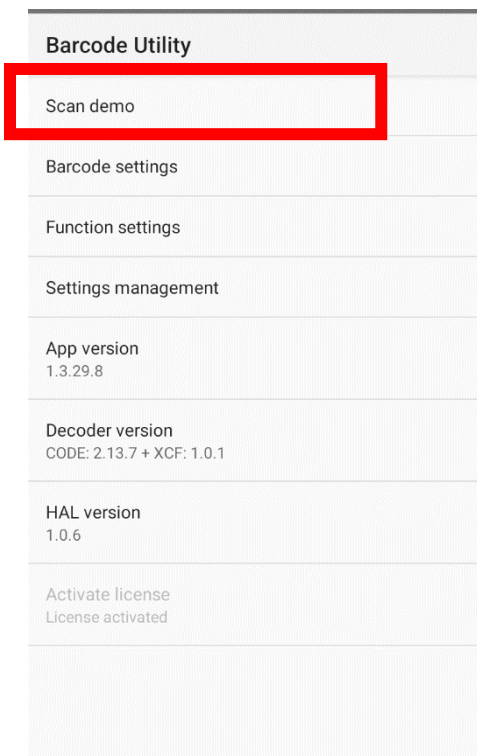 Barcode Utility
Scan demo
Barcode settings
Function settings
Settings management
App version
1.3.29.8
Decoder version
CODE: 2.13.7 + XCF: 1.0.1
HAL version
1.0.6
Activate license
License activated